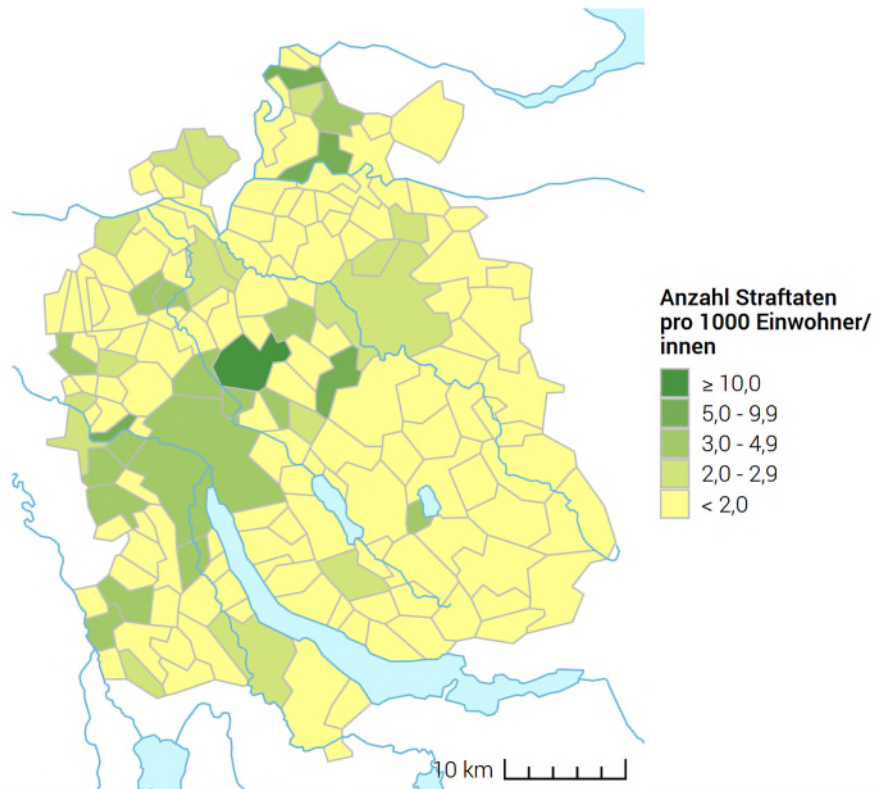 Anzahl Straftaten
pro 1000 Einwohner/
innen
≥ 10,0
5,0 - 9,9
3,0 - 4,9
2,0 - 2,9
< 2,0
10 km